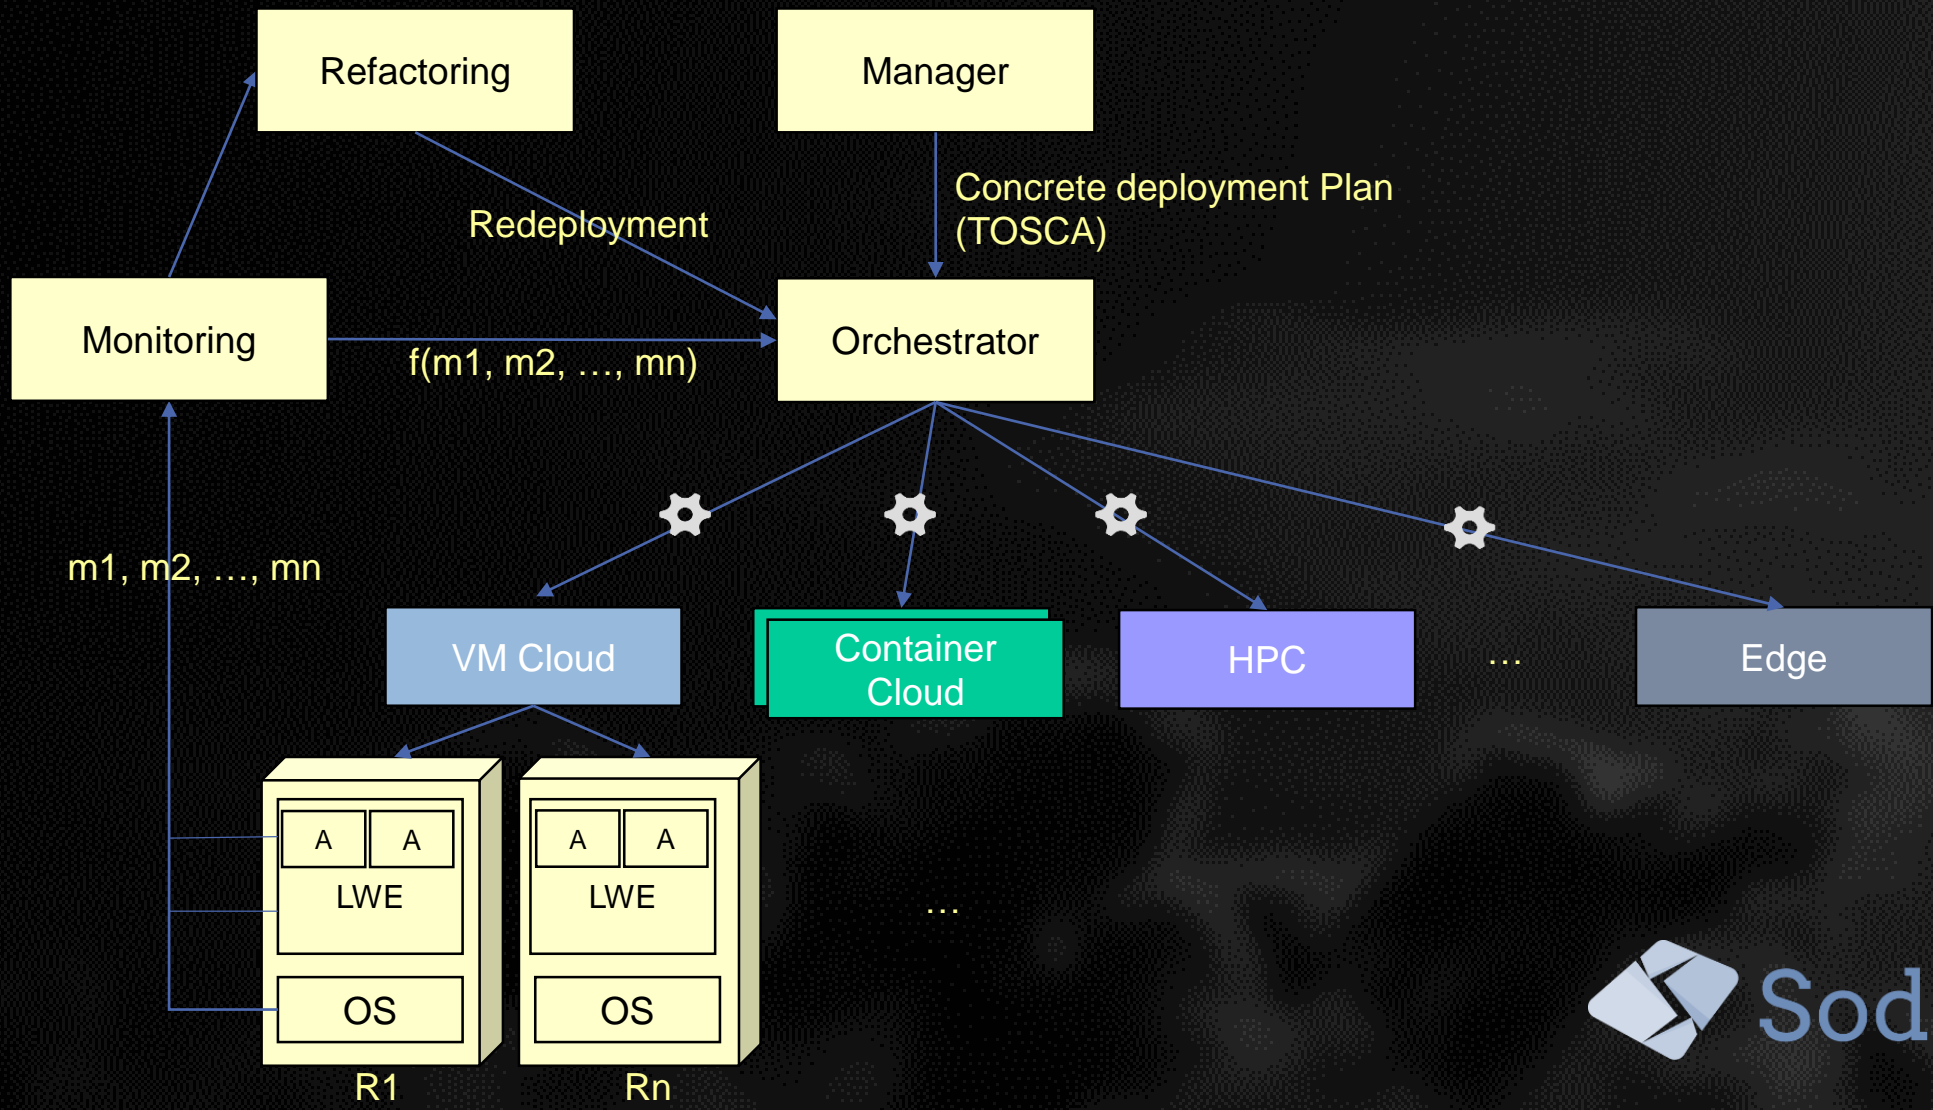 Refactoring
Manager
Concrete deployment Plan
(TOSCA)
Redeployment
Monitoring
f(m1, m2, …, mn)
Orchestrator
m1, m2, …, mn
VM Cloud
Container
Cloud
HPC
…
Edge
A
A
LWE
OS
R1
A
A
LWE
OS
Rn
…
Sod